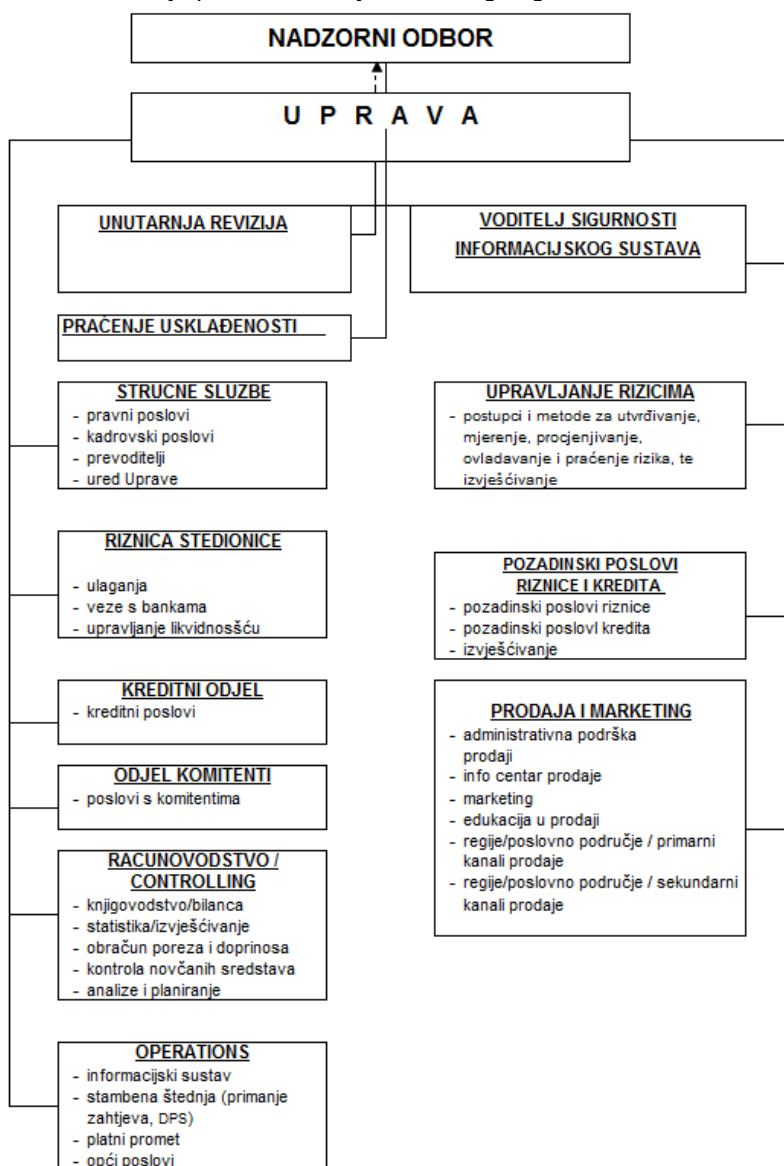 NADZORNI ODBOR
U P R A V A
UNUTARNJA REVIZIJA
VODITELJ SIGURNOSTI
INFORMACIJSKOG SUSTAVA
PRAĆENJE USKLAĐENOSTI
STRUCNE SLUZBE
- pravni poslovi
- kadrovski poslovi
- prevoditelji
- ured Uprave
UPRAVLJANJE RIZICIMA
- postupci i metode za utvrđivanje,
mjerenje, procjenjivanje,
ovladavanje i praćenje rizika, te
izvješćivanje
RIZNICA STEDIONICE
- ulaganja
- veze s bankama
- upravljanje likvidnosšću
POZADINSKI POSLOVI
RIZNICE I KREDITA
- pozadinski poslovi riznice
- pozadinski poslovl kredita
- izvješćivanje
KREDITNI ODJEL
- kreditni poslovi
ODJEL KOMITENTI
- poslovi s komitentima
PRODAJA I MARKETING
- administrativna podrška
prodaji
- info centar prodaje
- marketing
- edukacija u prodaji
- regije/poslovno područje / primarni
kanali prodaje
- regije/poslovno područje / sekundarni
kanali prodaje
RACUNOVODSTVO /
CONTROLLING
- knjigovodstvo/bilanca
- statistika/izvješćivanje
- obračun poreza i doprinosa
- kontrola novčanih sredstava
- analize i planiranje
OPERATIONS
- informacijski sustav
- stambena štednja (primanje
zahtjeva, DPS)
- platni promet
- opći poslovi